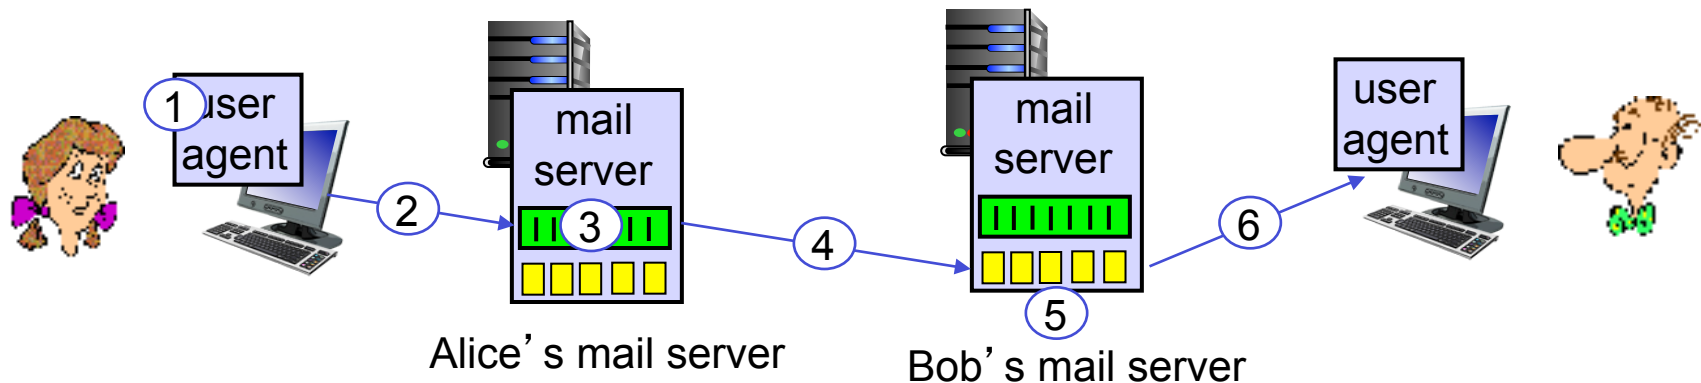 1
user
agent
2
mail
server
3
Alice’s mail server
4
mail
server
5
Bob’s mail server
6
user
agent